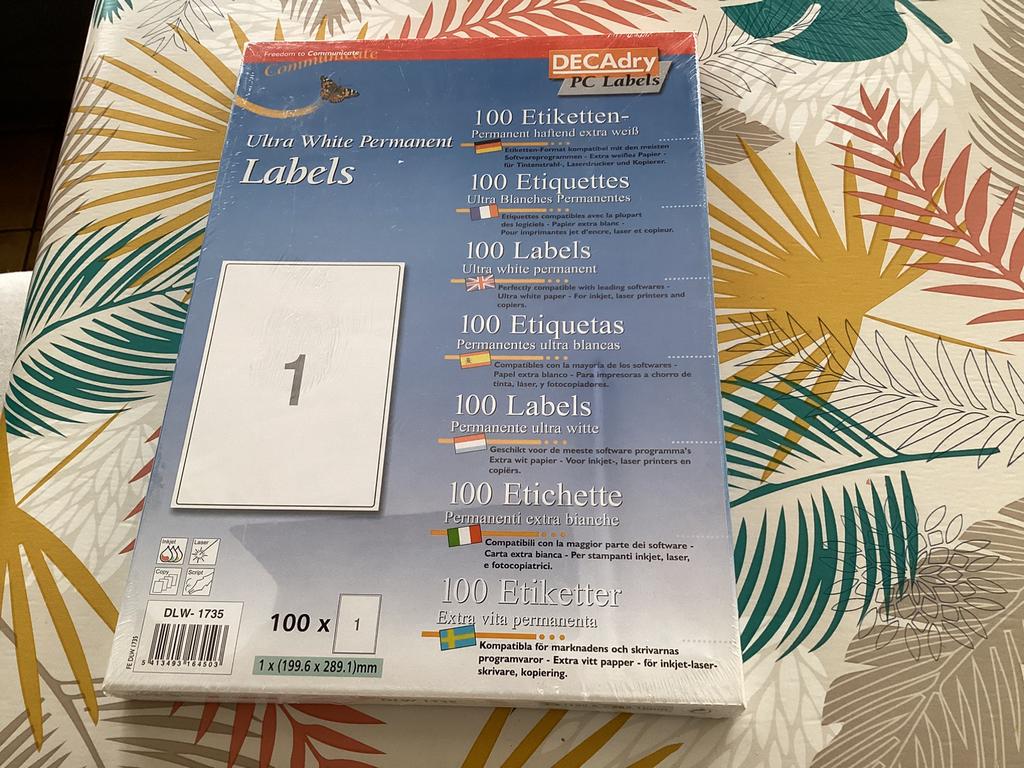 Freedom to Communicate
Communicate
DECAdry
PC Labels
Ultra White Permanent
Labels
1
100 Etiketten-
Permanent haftend extra weiß
Etiketten-Format kompatibel mit den meisten
Softwareprogrammen - Extra weißes Papier -
für Tintenstrahl-, Laserdrucker und Kopierer.
100 Etiquettes
Ultra Blanches Permanentes
Etiquettes compatibles avec la plupart
des logiciels - Papier extra blanc -
Pour imprimantes jet d'encre, laser et copieur.
100 Labels
Ultra white permanent
Perfectly compatible with leading softwares -
Ultra white paper - For inkjet, laser printers and
copiers.
100 Etiquetas
Permanentes ultra blancas
Compatibles con la mayoría de los softwares -
Papel extra blanco - Para impresoras a chorro de
tinta, láser, y fotocopiadores.
100 Labels
Permanente ultra witte
Geschikt voor de meeste software programma's
Extra wit papier - Voor inkjet-, laser printers en
copiërs.
100 Etichette
Permanenti extra bianche
Compatibili con la maggior parte dei software -
Carta extra bianca - Per stampanti inkjet, laser,
e fotocopiatrici.
100 Etiketter
Extra vita permanenta
Kompatibla för marknadens och skrivarnas
programvaror - Extra vitt papper - för inkjet-laser-
skrivare, kopiering.
Inkjet
Laser
Copy
Script
DLW- 1735
5 413493 164503
FE DLW 1735
100 x
1
1 x (199.6 x 289.1)mm
DLW 1735